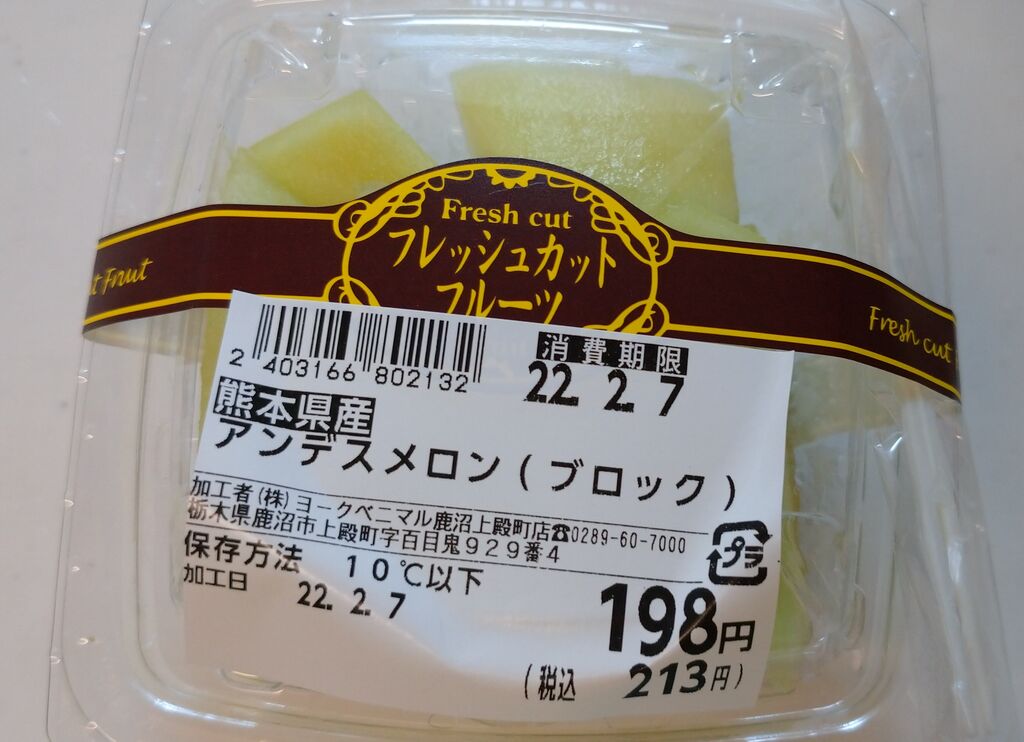 Fresh cut
フレッシュカット
フルーツ
t Fruit
Fresh cut
2 403166 802132
消費期限
22. 2. 7
熊本県産
アンデスメロン(ブロック)
加工者(株)ヨークベニマル鹿沼上殿町店☎0289-60-7000
栃木県鹿沼市上殿町字百目鬼929番4
保存方法 10℃以下
加工日 22. 2. 7
プラ
198円
(税込 213円)